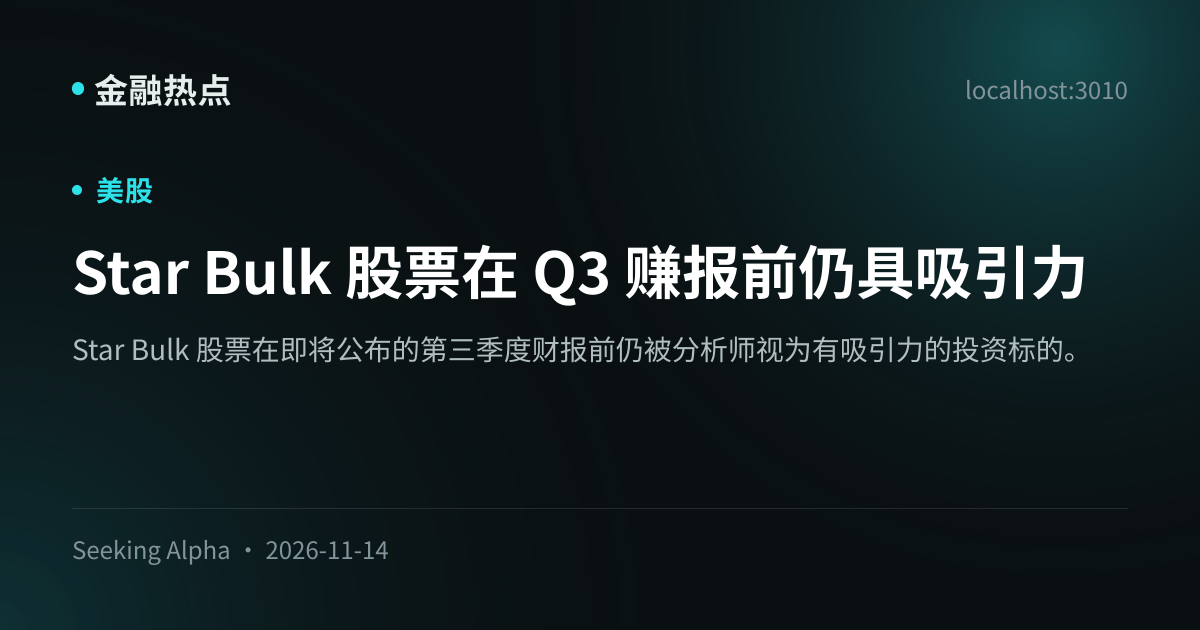 金融热点
localhost:3010
美股
Star Bulk 股票在 Q3 赚报前仍具吸引力
Star Bulk 股票在即将公布的第三季度财报前仍被分析师视为有吸引力的投资标的。
Seeking Alpha · 2026-11-14